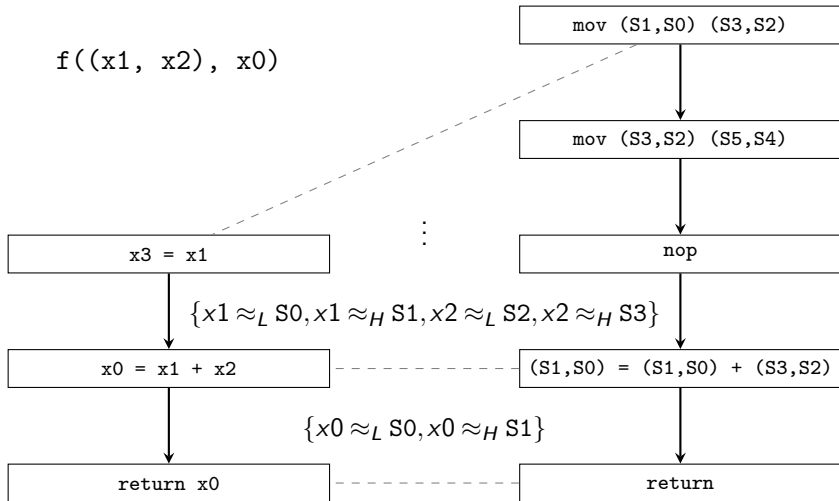 mov (S1,S0) (S3,S2)
f((x1, x2), x0)
mov (S3,S2) (S5,S4)
⋮
x3 = x1
nop
{x1 ≈L S0, x1 ≈H S1, x2 ≈L S2, x2 ≈H S3}
x0 = x1 + x2
(S1,S0) = (S1,S0) + (S3,S2)
{x0 ≈L S0, x0 ≈H S1}
return x0
return